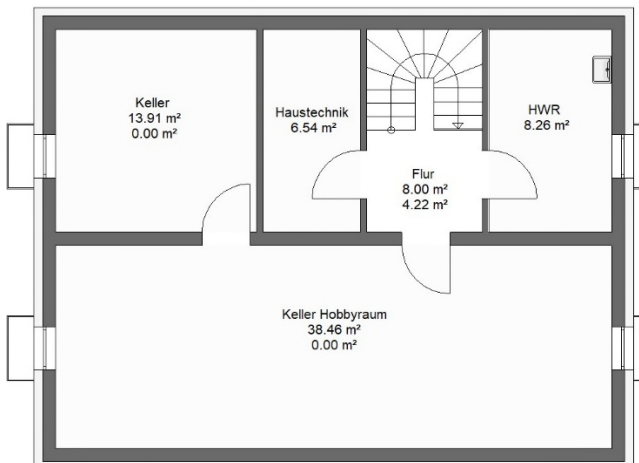 Keller
13.91 m²
0.00 m²
Haustechnik
6.54 m²
Flur
8.00 m²
4.22 m²
HWR
8.26 m²
Keller Hobbyraum
38.46 m²
0.00 m²